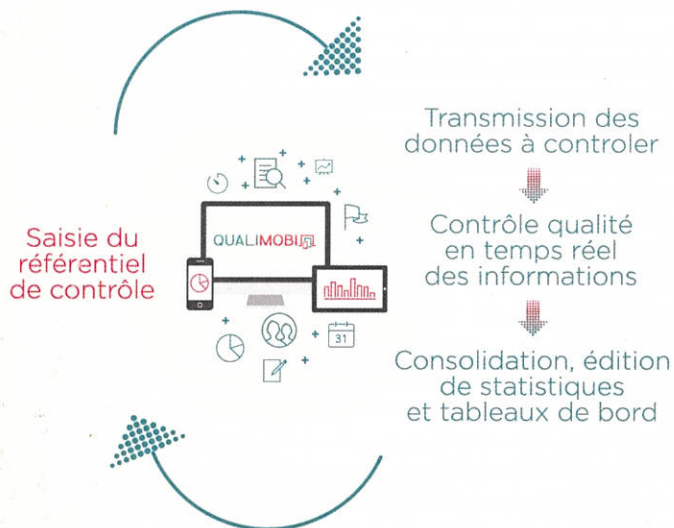 Transmission des
données à controler
Saisie du
référentiel
de contrôle
QUALIMOBI
31
Contrôle qualité
en temps réel
des informations
Consolidation, édition
de statistiques
et tableaux de bord